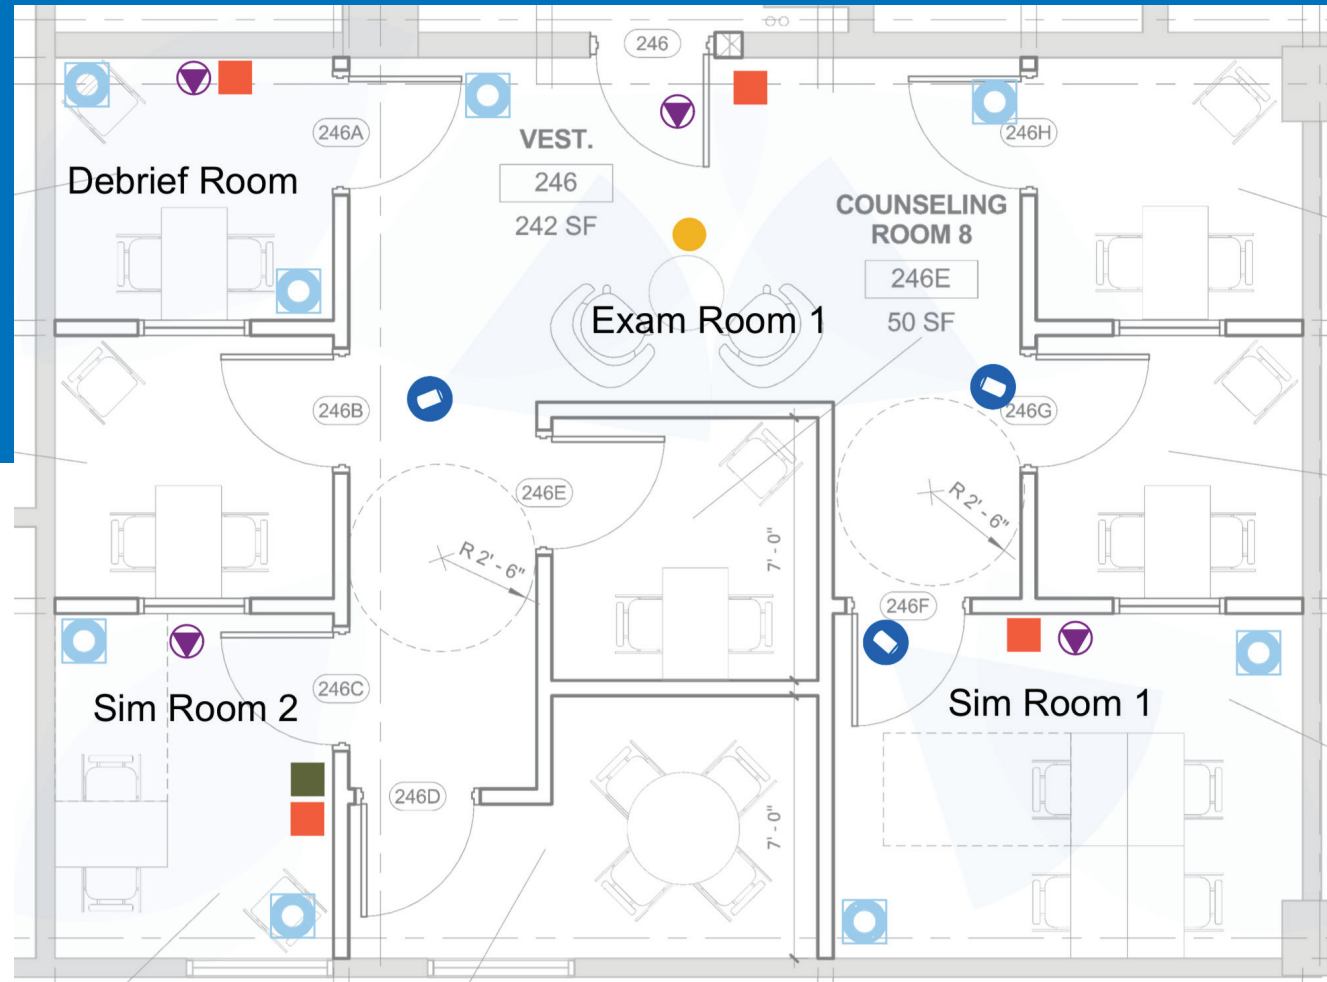 246
246A
VEST.
246
242 SF
246H
Debrief Room
COUNSELING
ROOM 8
246E
50 SF
Exam Room 1
246B
246G
246E
R 2' - 6"
R 2' - 6"
7' - 0"
246F
246C
Sim Room 2
Sim Room 1
246D
7' - 0"